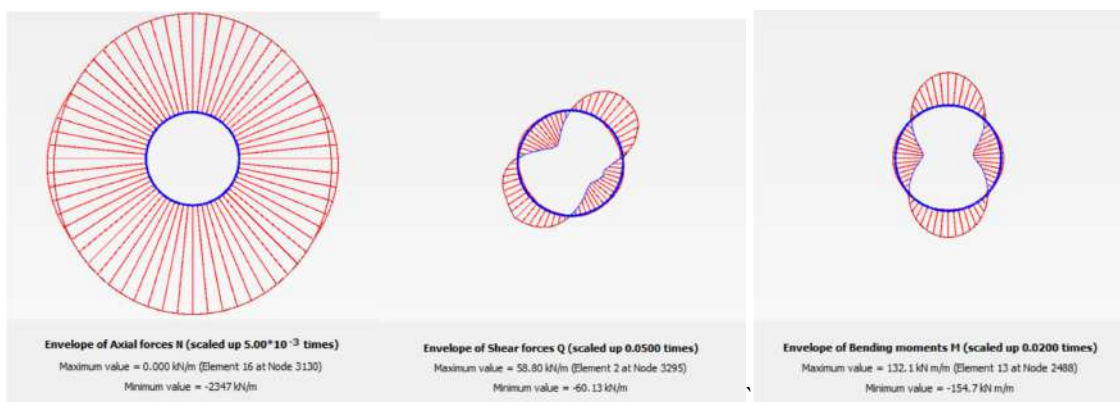 Envelope of Axial forces N (scaled up 5.00*10⁻³ times)
Maximum value = 0.000 kN/m (Element 16 at Node 3130)
Minimum value = -2347 kN/m
Envelope of Shear forces Q (scaled up 0.0500 times)
Maximum value = 58.80 kN/m (Element 2 at Node 3295)
Minimum value = -60.13 kN/m
Envelope of Bending moments M (scaled up 0.0200 times)
Maximum value = 132.1 kN m/m (Element 13 at Node 2488)
Minimum value = -154.7 kN m/m